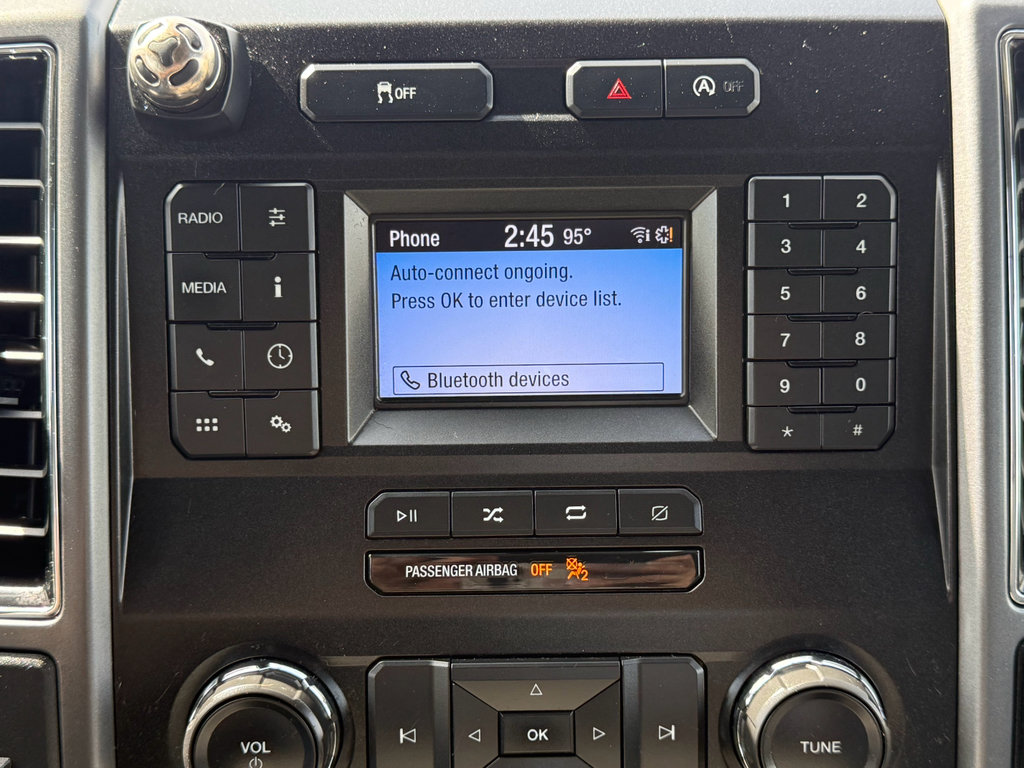 OFF
A OFF
RADIO
MEDIA
i
Phone 2:45 95°
Auto-connect ongoing.
Press OK to enter device list.
Bluetooth devices
1 2
3 4
5 6
7 8
9 0
* #
PASSENGER AIRBAG OFF 2
VOL
OK
TUNE